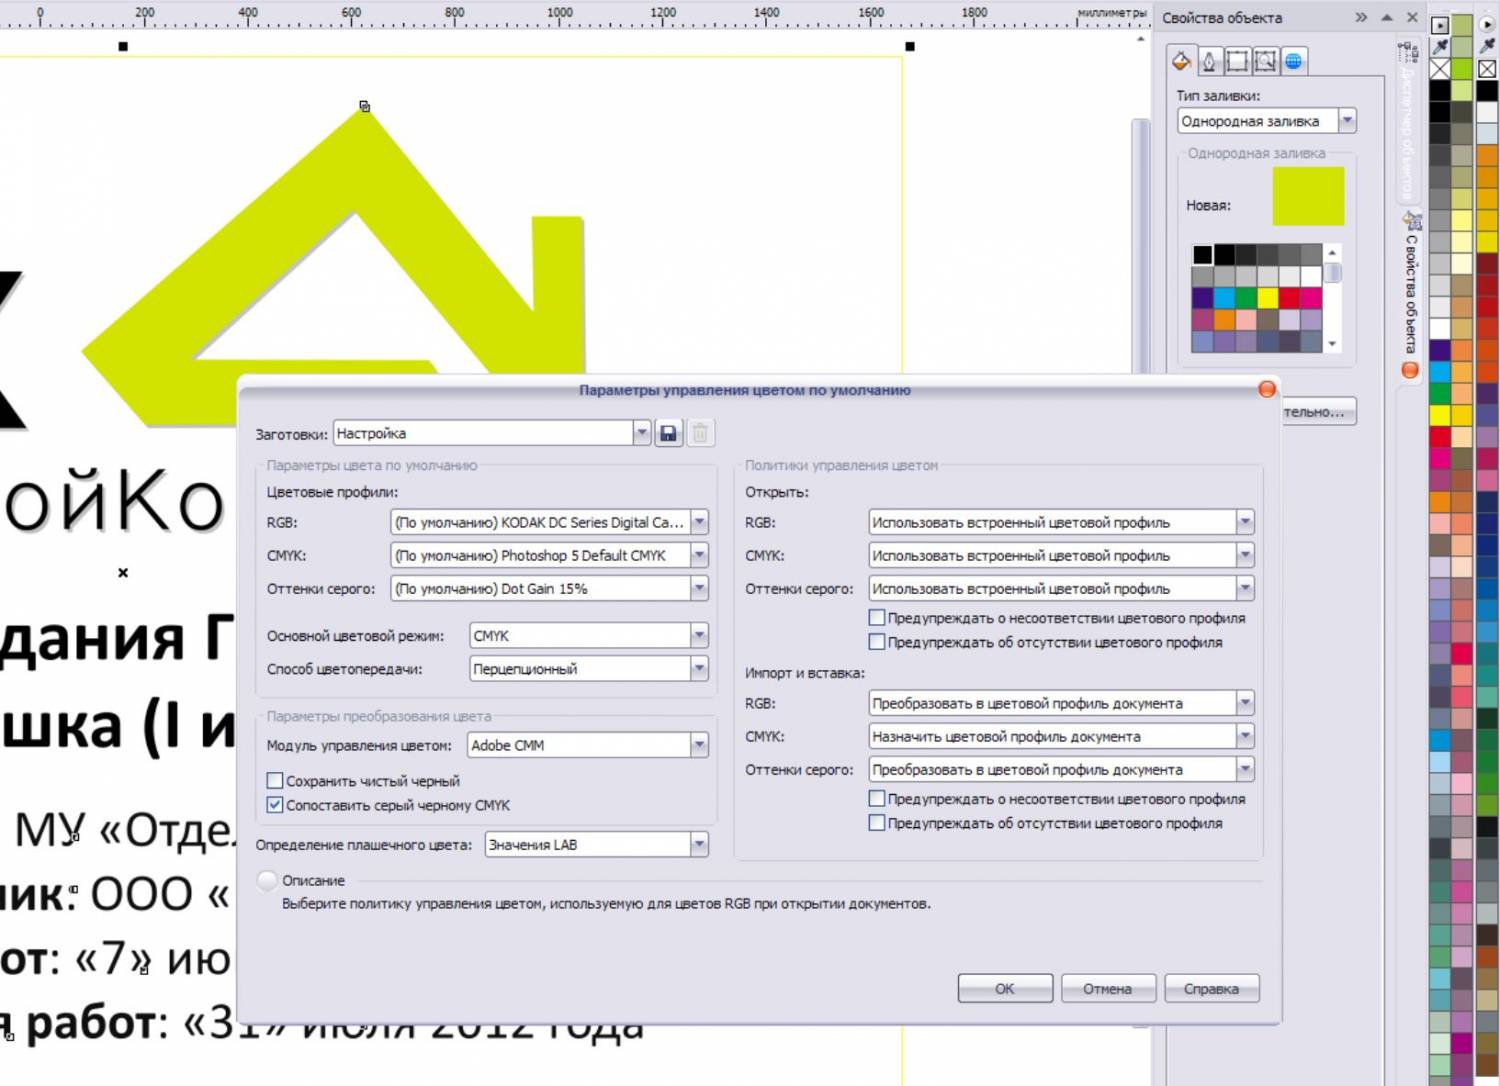 0 200 400 600 800 1000 1200 1400 1600 1800 миллиметры
Свойства объекта
Тип заливки:
Однородная заливка
Однородная заливка
Новая:
тельно...
Диспетчер объектов
Свойства объекта
ойКо
дания Г
шка (I и
МУ «Отде
ик: ООО «
от: «7» ию
я работ: «31» июля 2012 года
Параметры управления цветом по умолчанию
Заготовки: Настройка
Параметры цвета по умолчанию
Цветовые профили:
RGB: (По умолчанию) KODAK DC Series Digital Ca...
CMYK: (По умолчанию) Photoshop 5 Default CMYK
Оттенки серого: (По умолчанию) Dot Gain 15%
Основной цветовой режим: CMYK
Способ цветопередачи: Перцепционный
Параметры преобразования цвета
Модуль управления цветом: Adobe CMM
Сохранить чистый черный
Сопоставить серый черному CMYK
Определение плашечного цвета: Значения LAB
Политики управления цветом
Открыть:
RGB: Использовать встроенный цветовой профиль
CMYK: Использовать встроенный цветовой профиль
Оттенки серого: Использовать встроенный цветовой профиль
Предупреждать о несоответствии цветового профиля
Предупреждать об отсутствии цветового профиля
Импорт и вставка:
RGB: Преобразовать в цветовой профиль документа
CMYK: Назначить цветовой профиль документа
Оттенки серого: Преобразовать в цветовой профиль документа
Предупреждать о несоответствии цветового профиля
Предупреждать об отсутствии цветового профиля
Описание
Выберите политику управления цветом, используемую для цветов RGB при открытии документов.
ОК Отмена Справка